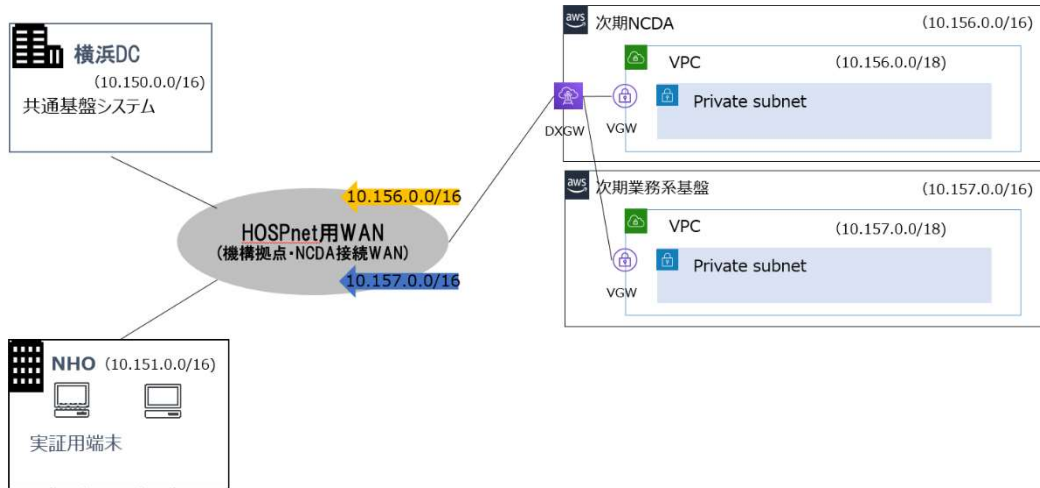 横浜DC
(10.150.0.0/16)
共通基盤システム
HOSPnet用WAN
(機構拠点・NCDA接続WAN)
10.156.0.0/16
10.157.0.0/16
NHO (10.151.0.0/16)
実証用端末
aws 次期NCDA (10.156.0.0/16)
VPC (10.156.0.0/18)
Private subnet
DXGW
VGW
aws 次期業務系基盤 (10.157.0.0/16)
VPC (10.157.0.0/18)
Private subnet
VGW